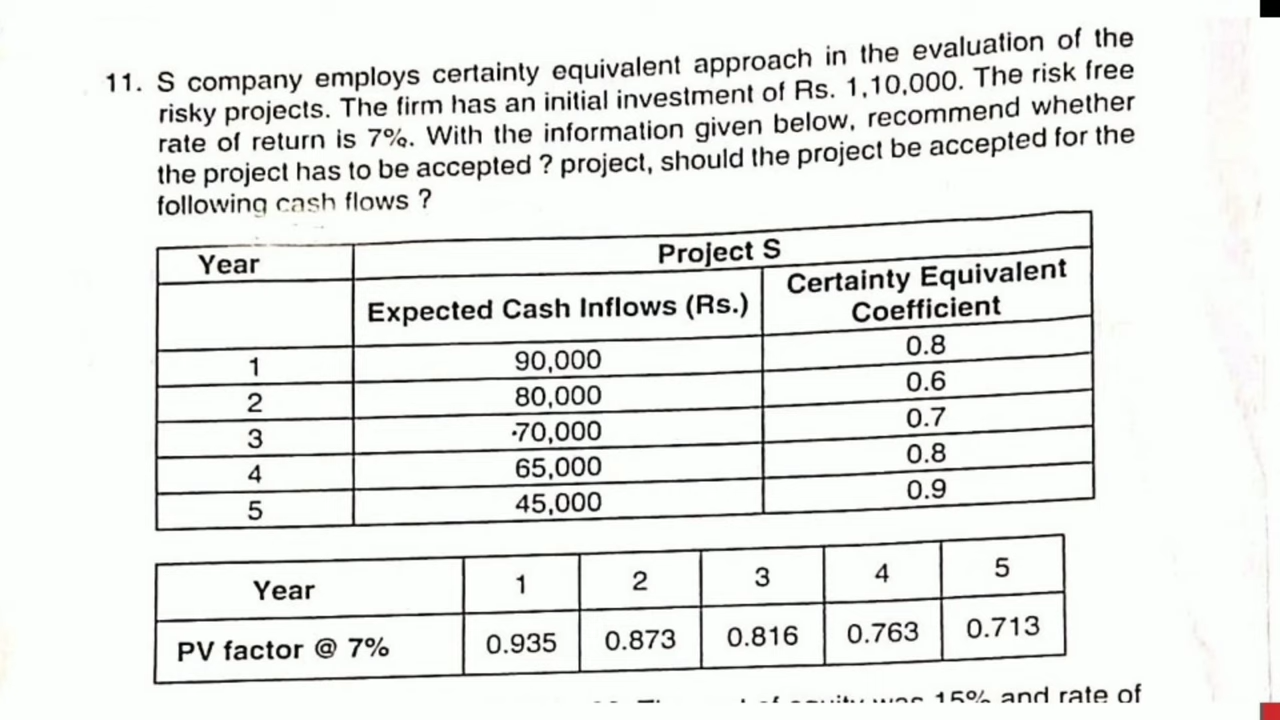 11. S company employs certainty equivalent approach in the evaluation of the
risky projects. The firm has an initial investment of Rs. 1,10,000. The risk free
rate of return is 7%. With the information given below, recommend whether
the project has to be accepted ? project, should the project be accepted for the
following cash flows ?
Year Project S
Expected Cash Inflows (Rs.) Certainty Equivalent
Coefficient
1 90,000 0.8
2 80,000 0.6
3 70,000 0.7
4 65,000 0.8
5 45,000 0.9
Year 1 2 3 4 5
PV factor @ 7% 0.935 0.873 0.816 0.763 0.713
15% and rate of